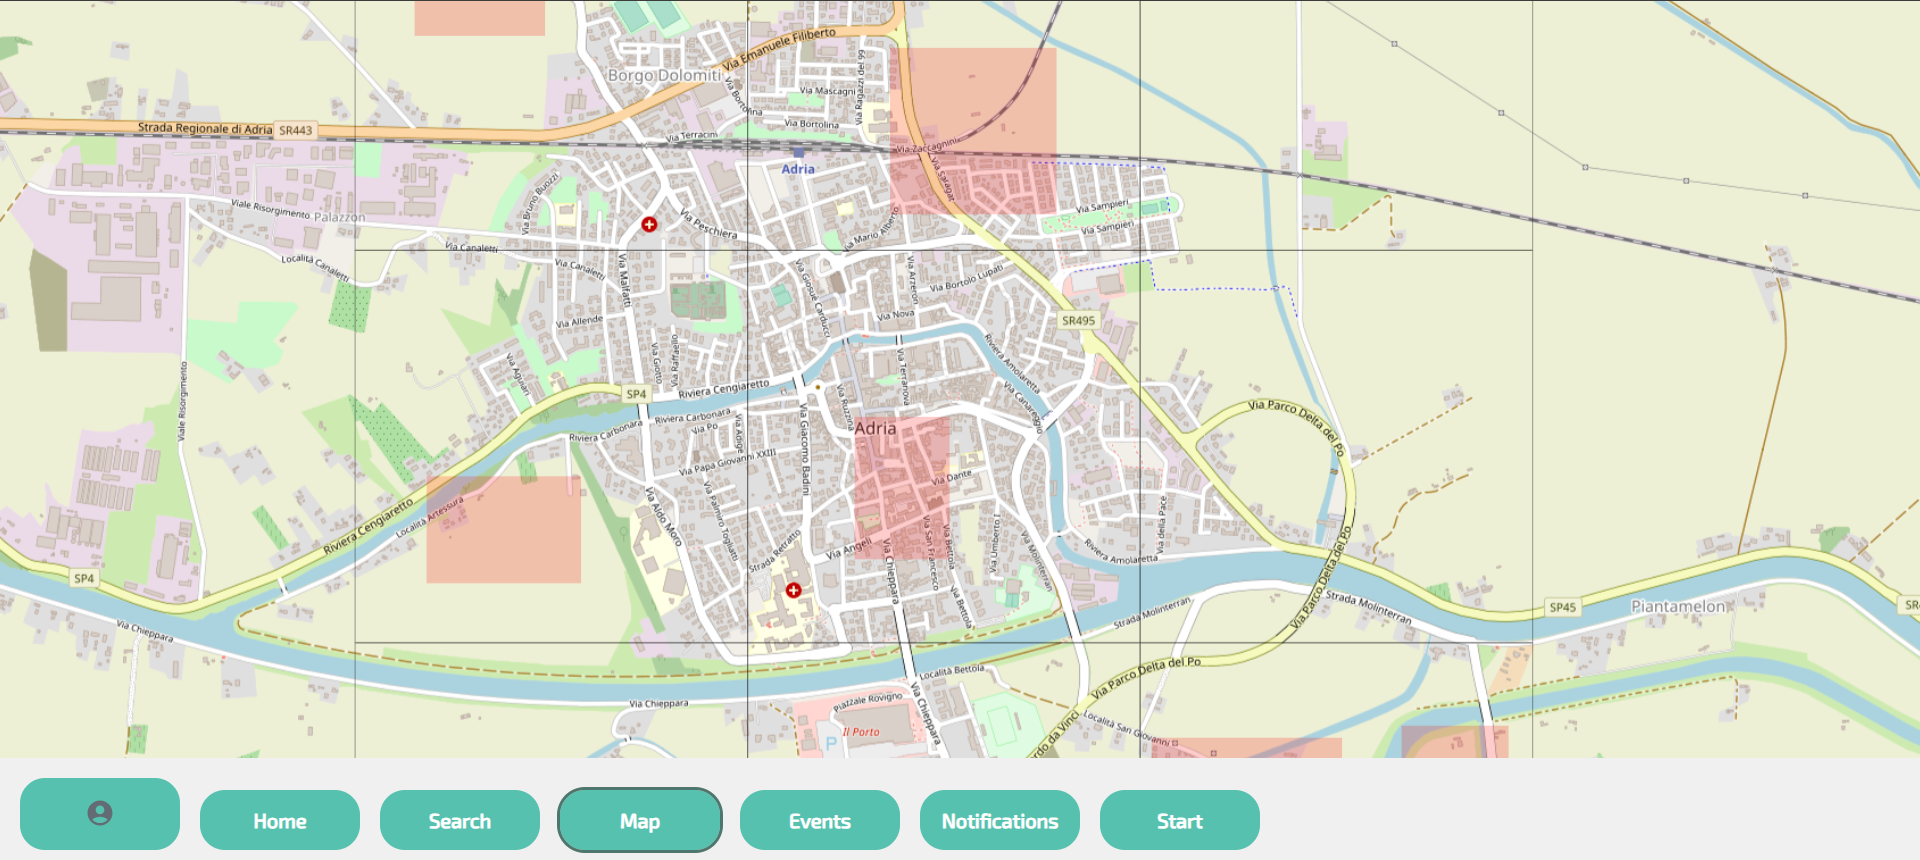 Via Emanuele Filiberto
Borgo Dolomiti
Via Bortolina
Via Mascagni
Via Ragazzi del 99
Via Bortolina
Strada Regionale di Adria
SR443
Via Terracini
Via Zaccagnini
Adria
Via Saragat
Via Bruno Buozzi
Viale Risorgimento
Palazzon
Via Peschiera
Via Mario Alberto
Via Sampieri
Via Sampieri
Via Canaletti
Località Canaletti
Via Canaletti
Via Malfatti
Via Giosuè Carducci
Via Arzeron
Via Bortolo Lupati
Via Allende
Via Nova
SR495
Via Giotto
Via Raffaello
Via Terranova
Riviera Amolaretta
Via Aguiari
Viale Risorgimento
SP4
Riviera Cengiaretto
Via Ruzzina
Via Canareggio
Via Parco Delta del Po
Riviera Carbonara
Riviera Carbonara
Via Po
Via Adige
Via Giacomo Badini
Adria
Via Papa Giovanni XXIII
Via Dante
Via Aldo Moro
Via Palmiro Togliatti
Riviera Cengiaretto
Località Artessura
Via San Francesco
Via Bettola
Via Umberto I
Via della Pace
Strada Retratto
Via Angeli
Via Chieppara
Via Molinterran
Riviera Amolaretta
Via Parco Delta del Po
SP4
Via Bettola
Strada Molinterran
Strada Molinterran
SP45
Piantamelon
SR4
Via Chieppara
Località Bettola
Via Parco Delta del Po
Via Chieppara
Piazzale Rovigno
Via Chieppara
Il Porto
P
rdo da Vinci
Località San Giovanni
Home
Search
Map
Events
Notifications
Start